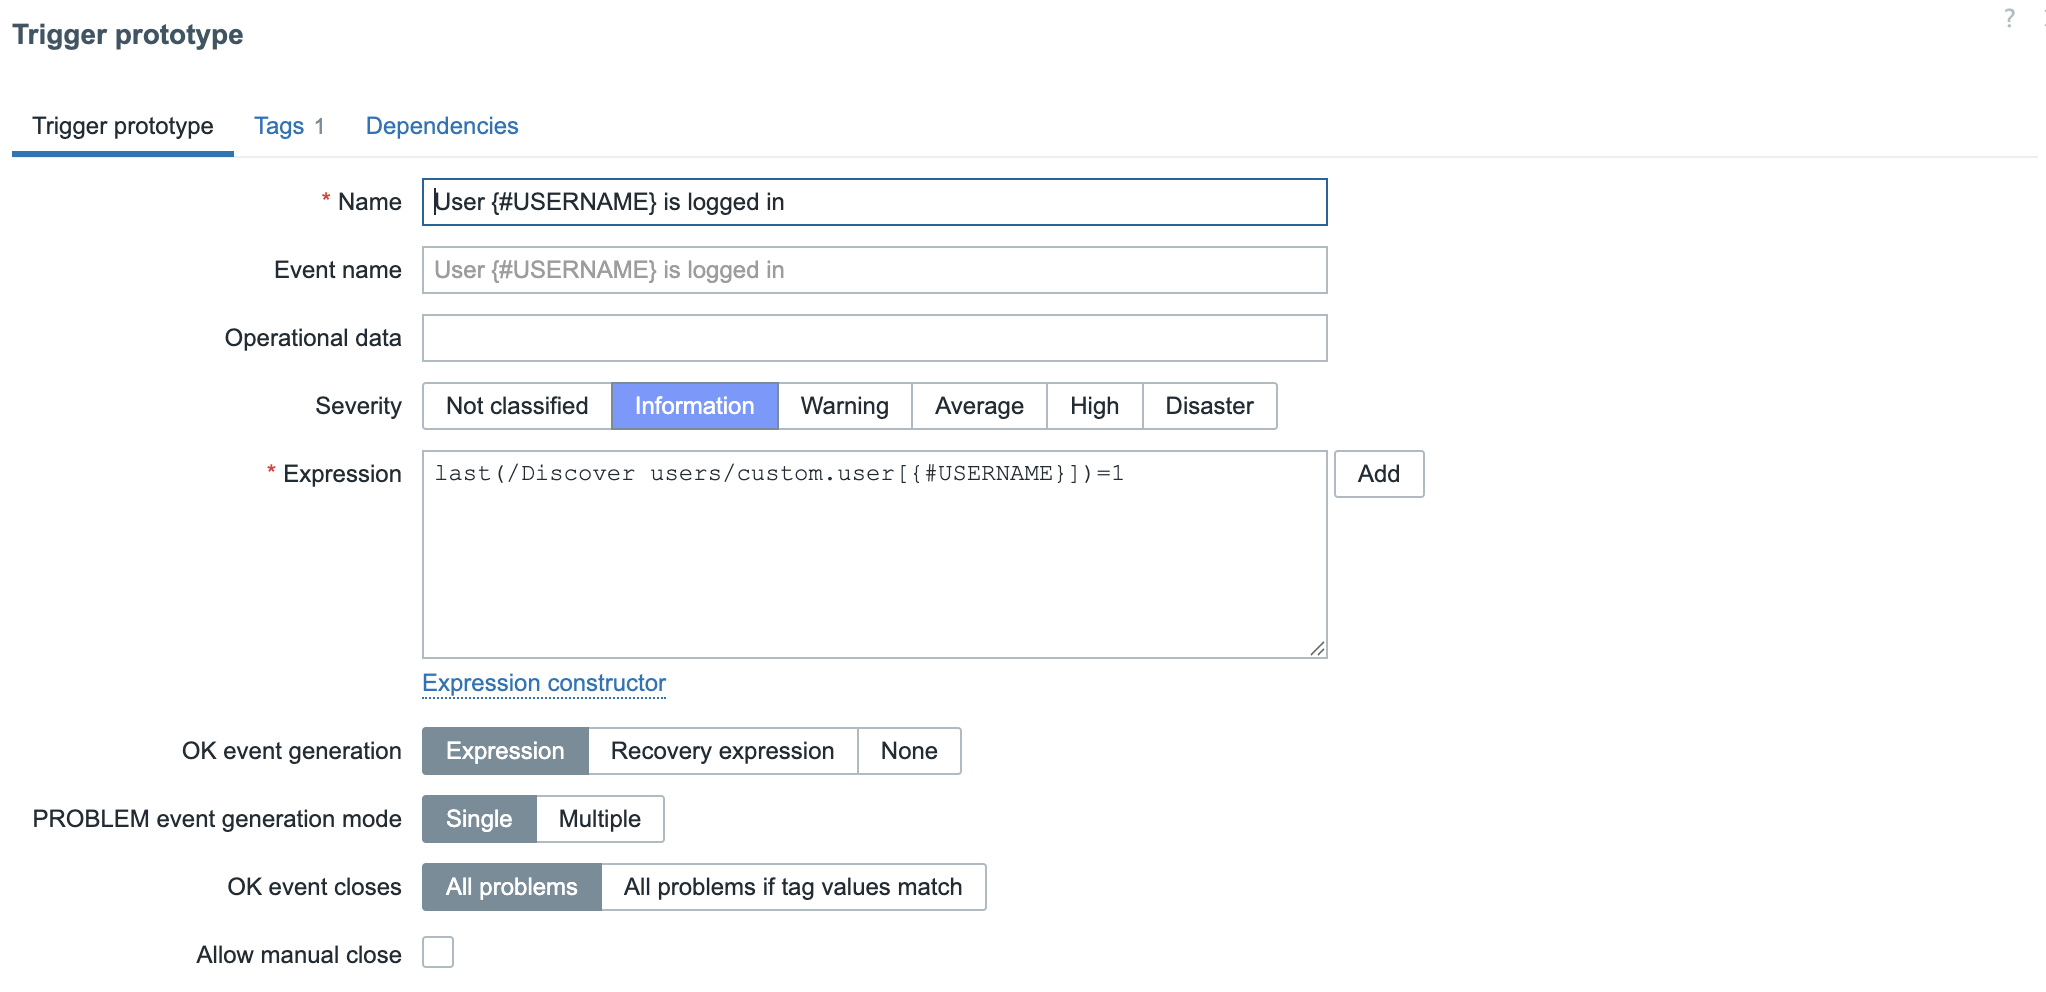 ?
Trigger prototype
Trigger prototype Tags 1 Dependencies
* Name User {#USERNAME} is logged in
Event name User {#USERNAME} is logged in
Operational data
Severity Not classified Information Warning Average High Disaster
* Expression last(/Discover users/custom.user[{#USERNAME}])=1 Add
Expression constructor
OK event generation Expression Recovery expression None
PROBLEM event generation mode Single Multiple
OK event closes All problems All problems if tag values match
Allow manual close